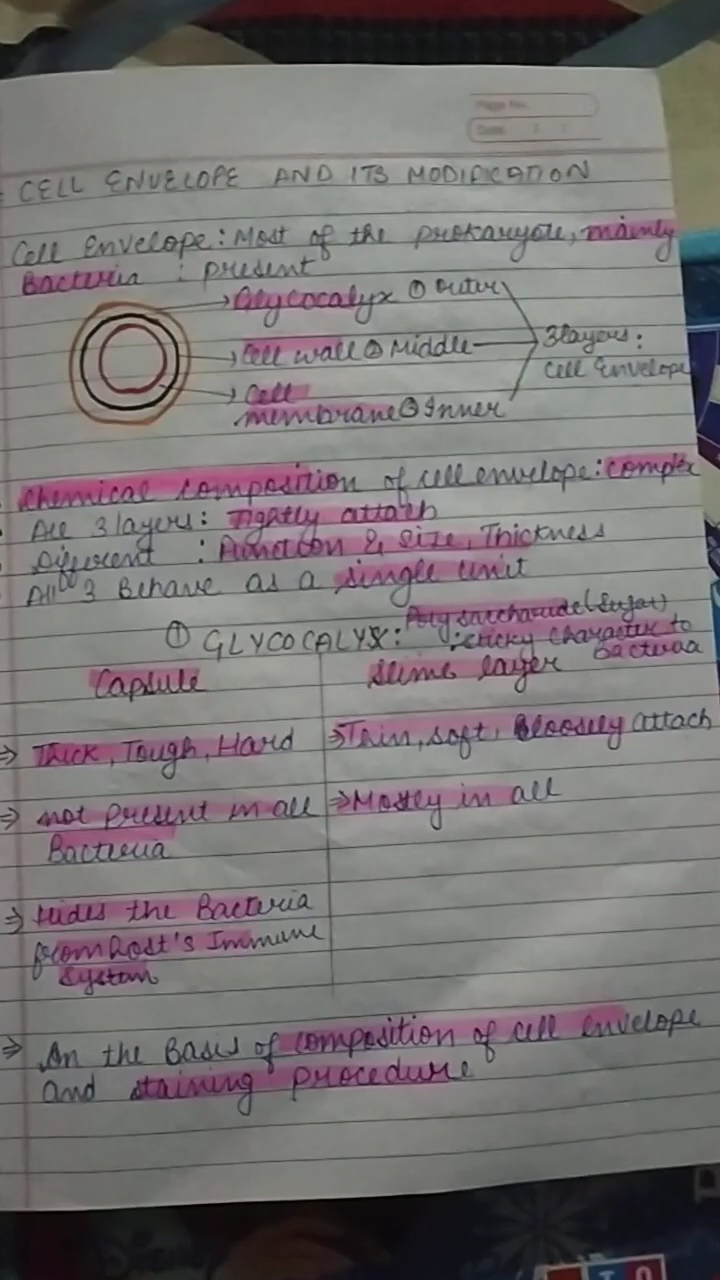 Page No.
Date
CELL ENVELOPE AND ITS MODIFICATION
Cell Envelope: Most of the prokaryote, mainly
Bacteria : present
→Glycocalyx ① Outer
→Cell wall ② Middle
3layers:
Cell Envelope
→Cell
membrane ③ Inner
Chemical composition of cell envelope: Complex
All 3 layers: Tightly attach
Different : Function & size, Thickness
All 3 Behave as a single unit
① GLYCOCALYX: Polysaccharide (Sugar)
: sticky character to
Bacteria
Capsule
slime layer
⇒ Thick, Tough, Hard
⇒ Thin, soft, loosely attach
⇒ not present in all
Bacteria
⇒ Mostly in all
⇒ Hides the Bacteria
from Host's Immune
System
⇒ On the Basis of composition of cell envelope
and staining procedure